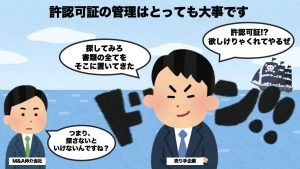 許認可証の管理はとっても大事です
許認可証!?
欲しけりゃくれてやるぜ
探してみろ
書類の全てを
そこに置いてきた
ドン!!
つまり、
探さないと
いけないんですね？
M&A仲介会社
売り手企業